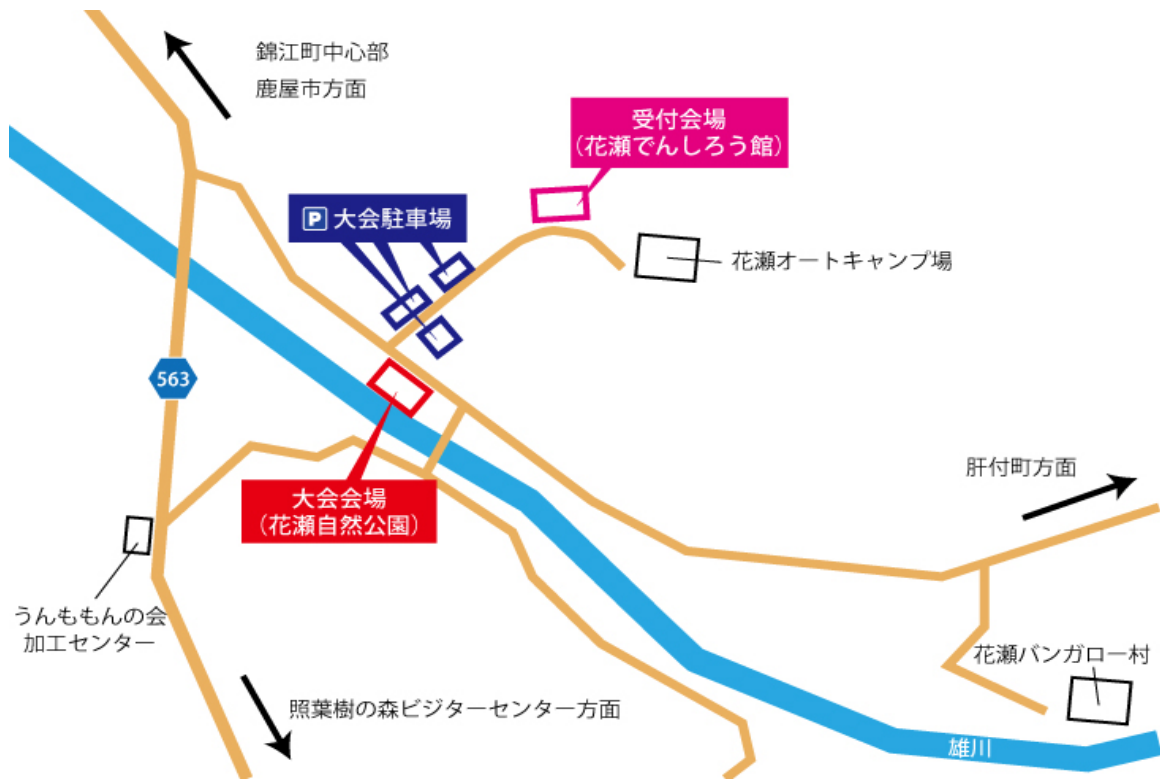 錦江町中心部
鹿屋市方面
受付会場
(花瀬でんしろう館)
P 大会駐車場
花瀬オートキャンプ場
563
肝付町方面
大会会場
(花瀬自然公園)
うんももんの会
加工センター
花瀬バンガロー村
照葉樹の森ビジターセンター方面
雄川